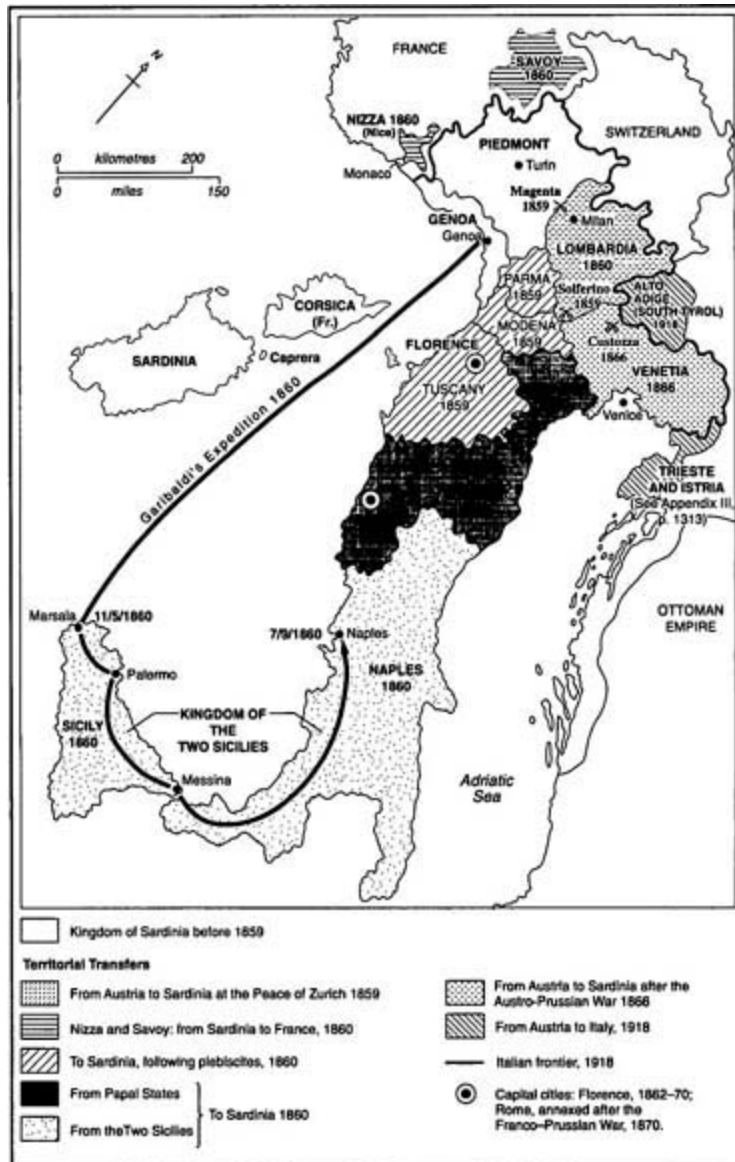 N
FRANCE
SAVOY
1860
NIZZA 1860
(Nice)
Monaco
PIEDMONT
Turin
SWITZERLAND
0 kilometres 200
0 miles 150
Magenta
1859
Milan
GENOA
Genoa
LOMBARDIA
1860
PARMA
1859
Solferino
1859
ALTO
ADIGE
(SOUTH TYROL)
1918
CORSICA
(Fr.)
MODENA
1859
Custozza
1866
SARDINIA
Caprera
FLORENCE
VENETIA
1866
TUSCANY
1859
Venice
Garibaldi's Expedition 1860
TRIESTE
AND ISTRIA
(See Appendix III,
p. 1313)
Marsala
11/5/1860
7/9/1860
Naples
OTTOMAN
EMPIRE
Palermo
NAPLES
1860
KINGDOM OF
THE
TWO SICILIES
SICILY
1860
Messina
Adriatic
Sea
Kingdom of Sardinia before 1859
Territorial Transfers
From Austria to Sardinia at the Peace of Zurich 1859
Nizza and Savoy: from Sardinia to France, 1860
To Sardinia, following plebiscites, 1860
From Papal States
From the Two Sicilies
To Sardinia 1860
From Austria to Sardinia after the
Austro-Prussian War 1866
From Austria to Italy, 1918
Italian frontier, 1918
Capital cities: Florence, 1862–70;
Rome, annexed after the
Franco–Prussian War, 1870.